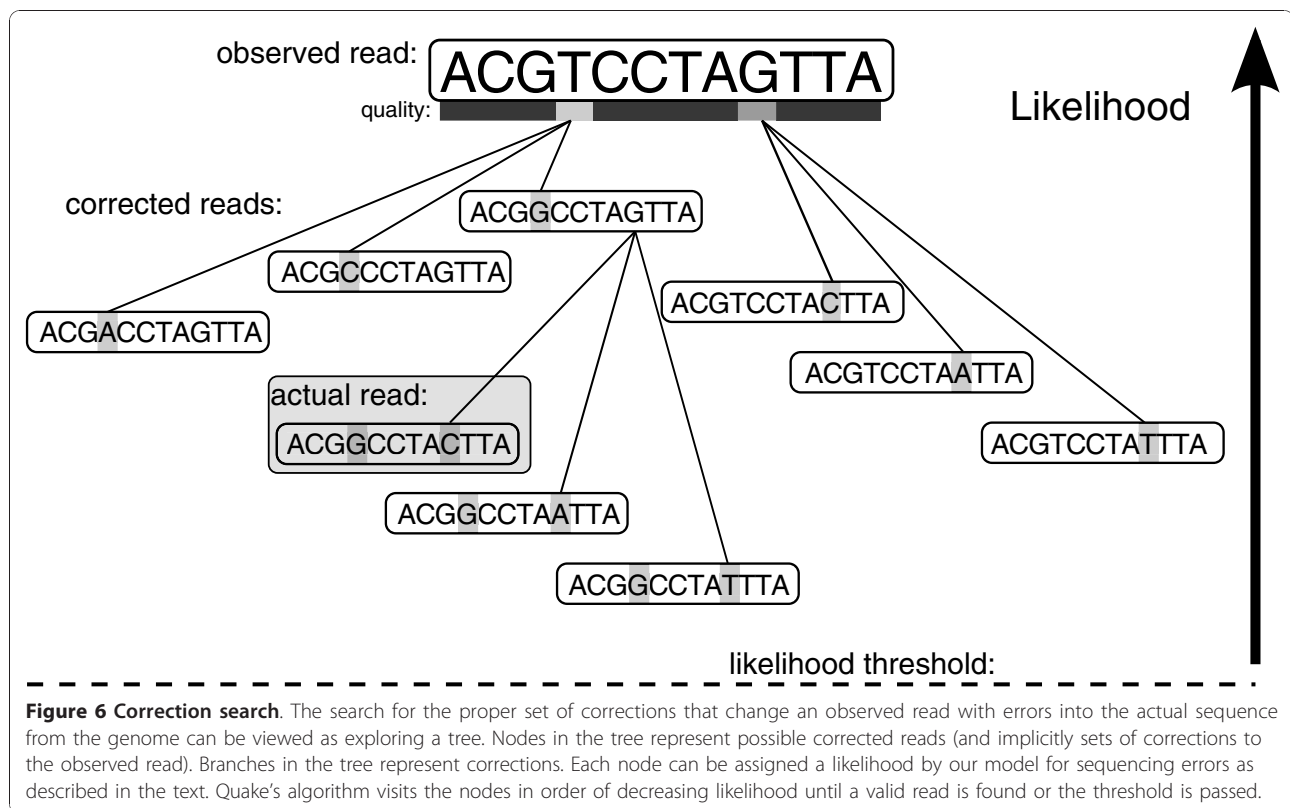 observed read:
ACGTCCTAGTTA
quality:
Likelihood
corrected reads:
ACGGCCTAGTTA
ACGCCCTAGTTA
ACGTCCTACTTA
ACGACCTAGTTA
ACGTCCTAATTA
actual read:
ACGGCCTACTTA
ACGTCCTATTTA
ACGGCCTAATTA
ACGGCCTATTTA
likelihood threshold:
Figure 6 Correction search. The search for the proper set of corrections that change an observed read with errors into the actual sequence
from the genome can be viewed as exploring a tree. Nodes in the tree represent possible corrected reads (and implicitly sets of corrections to
the observed read). Branches in the tree represent corrections. Each node can be assigned a likelihood by our model for sequencing errors as
described in the text. Quake's algorithm visits the nodes in order of decreasing likelihood until a valid read is found or the threshold is passed.